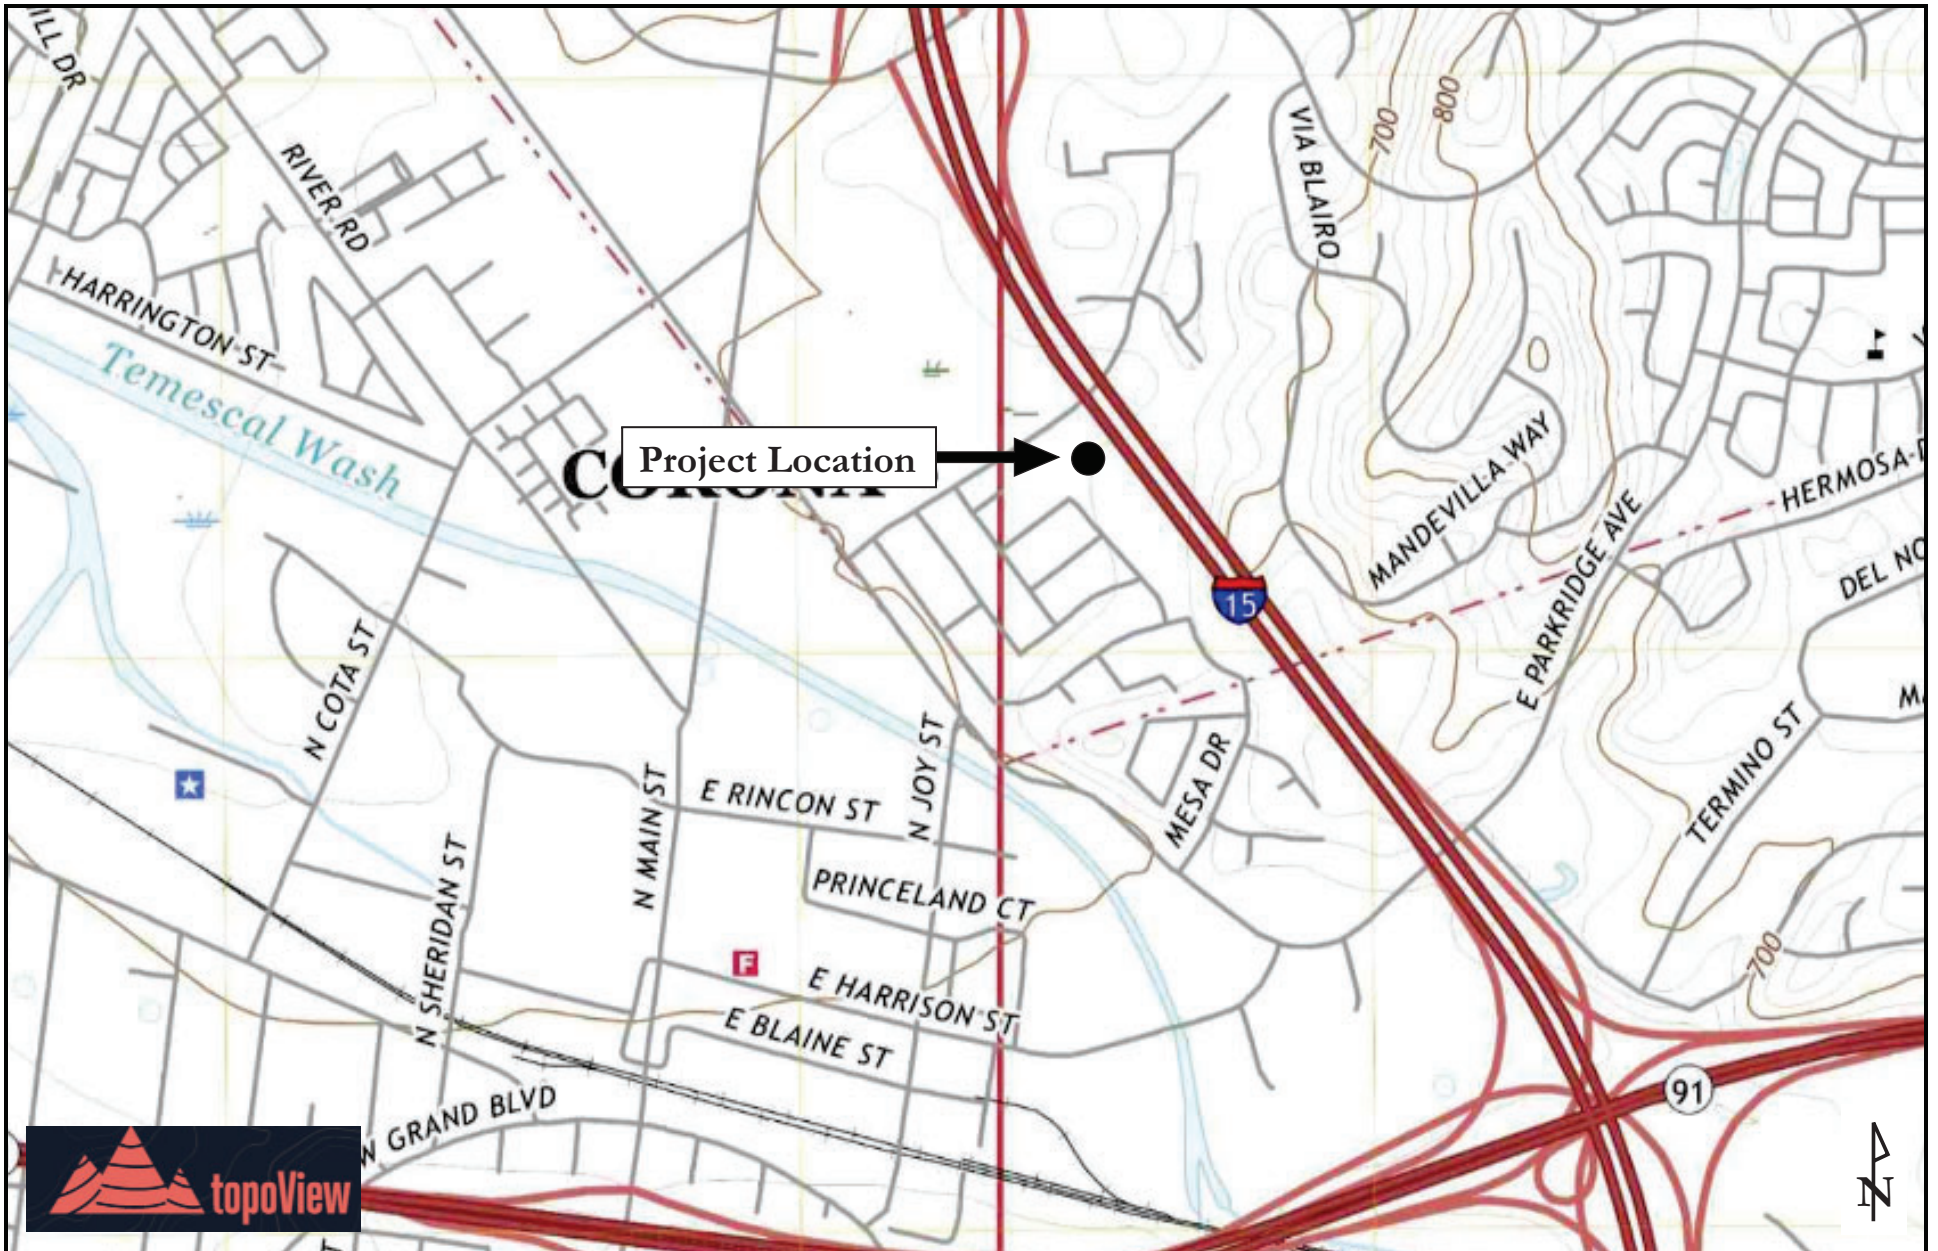 ILL DR
RIVER RD
VIA BLAIRO
700
800
HARRINGTON ST
Temescal Wash
Project Location
MANDEVILLA WAY
HERMOSA
DEL NO
15
E PARKRIDGE AVE
N COTA ST
N JOY ST
MESA DR
TERMINO ST
E RINCON ST
N MAIN ST
N SHERIDAN ST
PRINCELAND CT
F
E HARRISON ST
E BLAINE ST
700
91
W GRAND BLVD
topoView
N